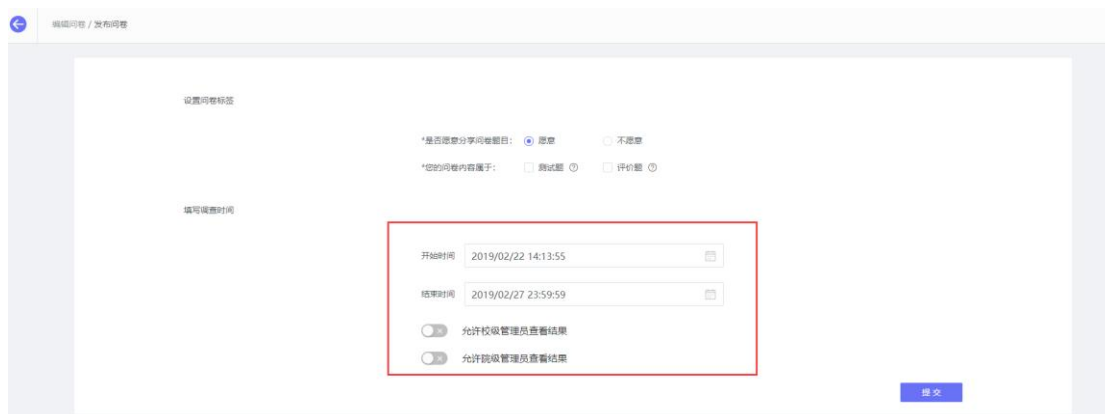 编辑问卷 / 发布问卷
设置问卷标签
*是否愿意分享问卷题目： 愿意 不愿意
*您的问卷内容属于： 测试题 ? 评价题 ?
填写调查时间
开始时间 2019/02/22 14:13:55
结束时间 2019/02/27 23:59:59
允许校级管理员查看结果
允许院级管理员查看结果
提交